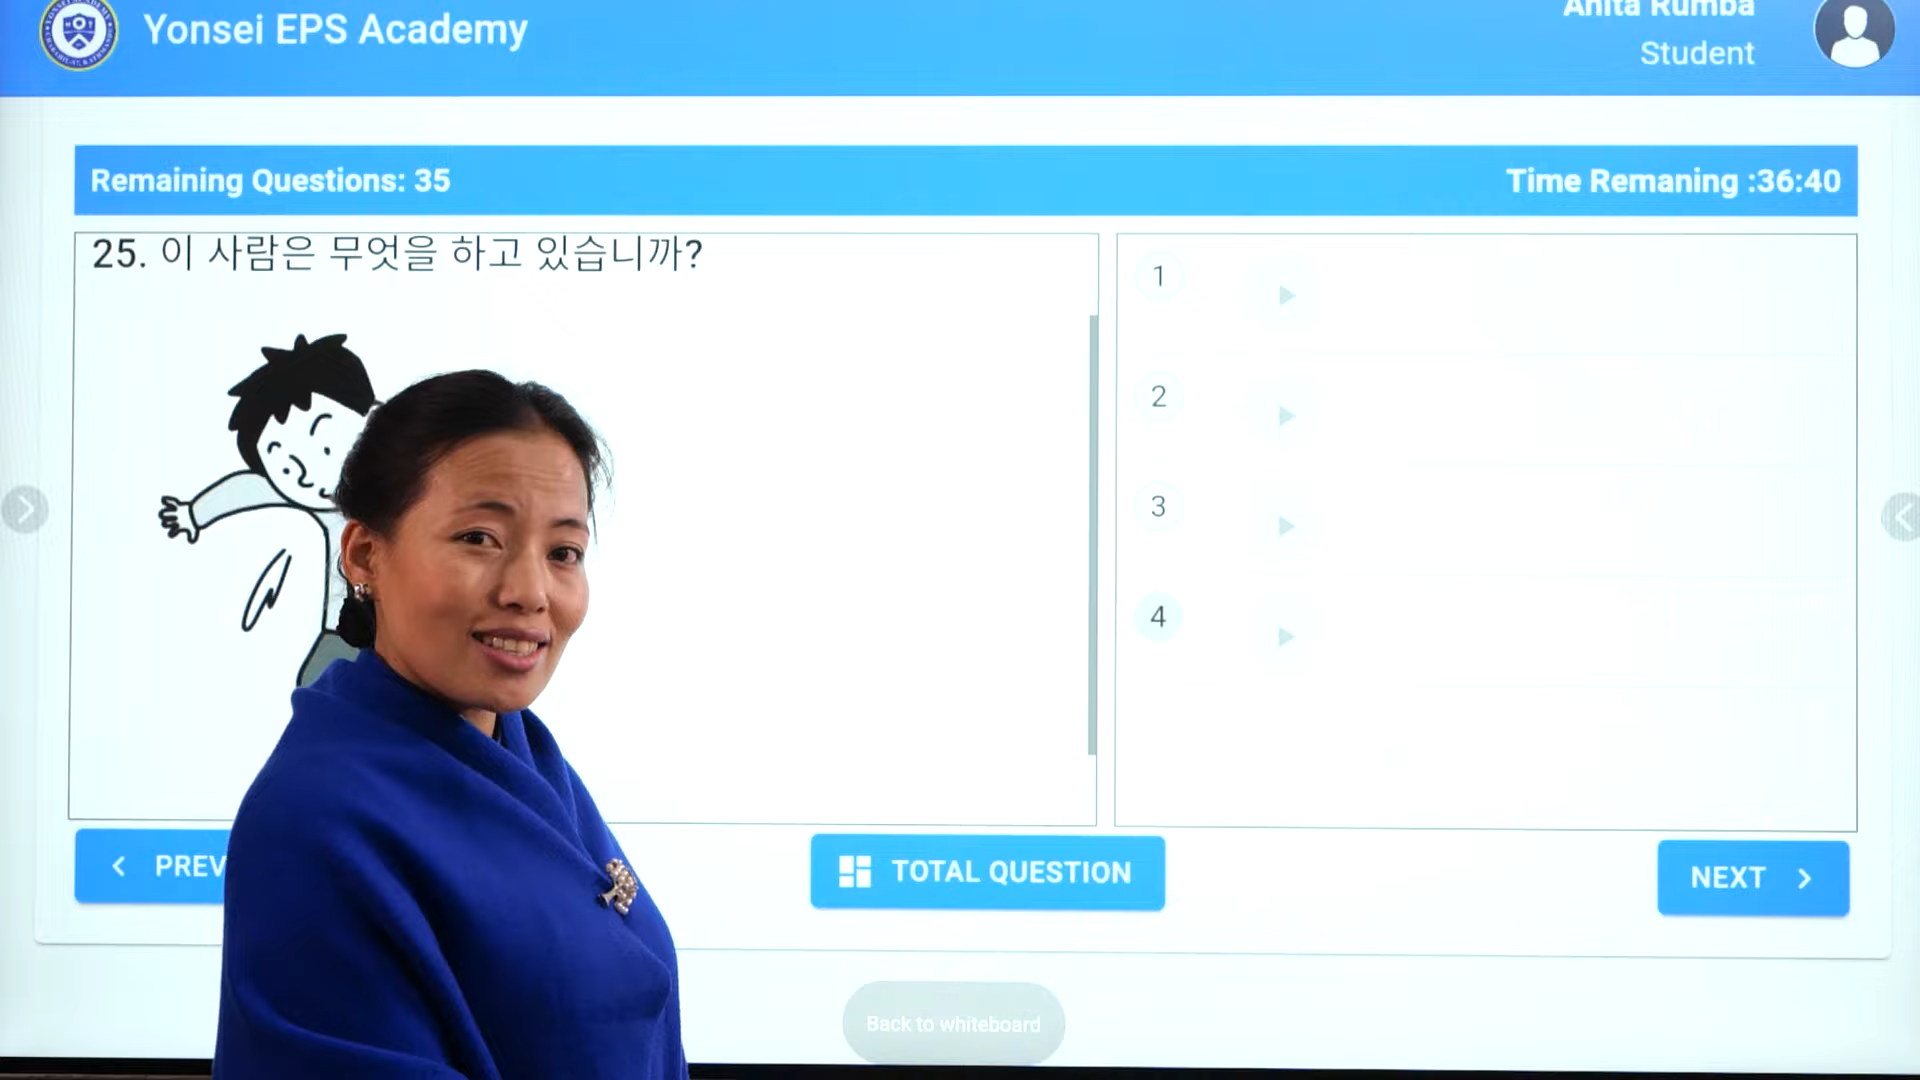 Yonsei EPS Academy
Anita Rumba
Student
Remaining Questions: 35
Time Remaning :36:40
25. 이 사람은 무엇을 하고 있습니까?
1
2
3
4
PREV
TOTAL QUESTION
NEXT
Back to whiteboard